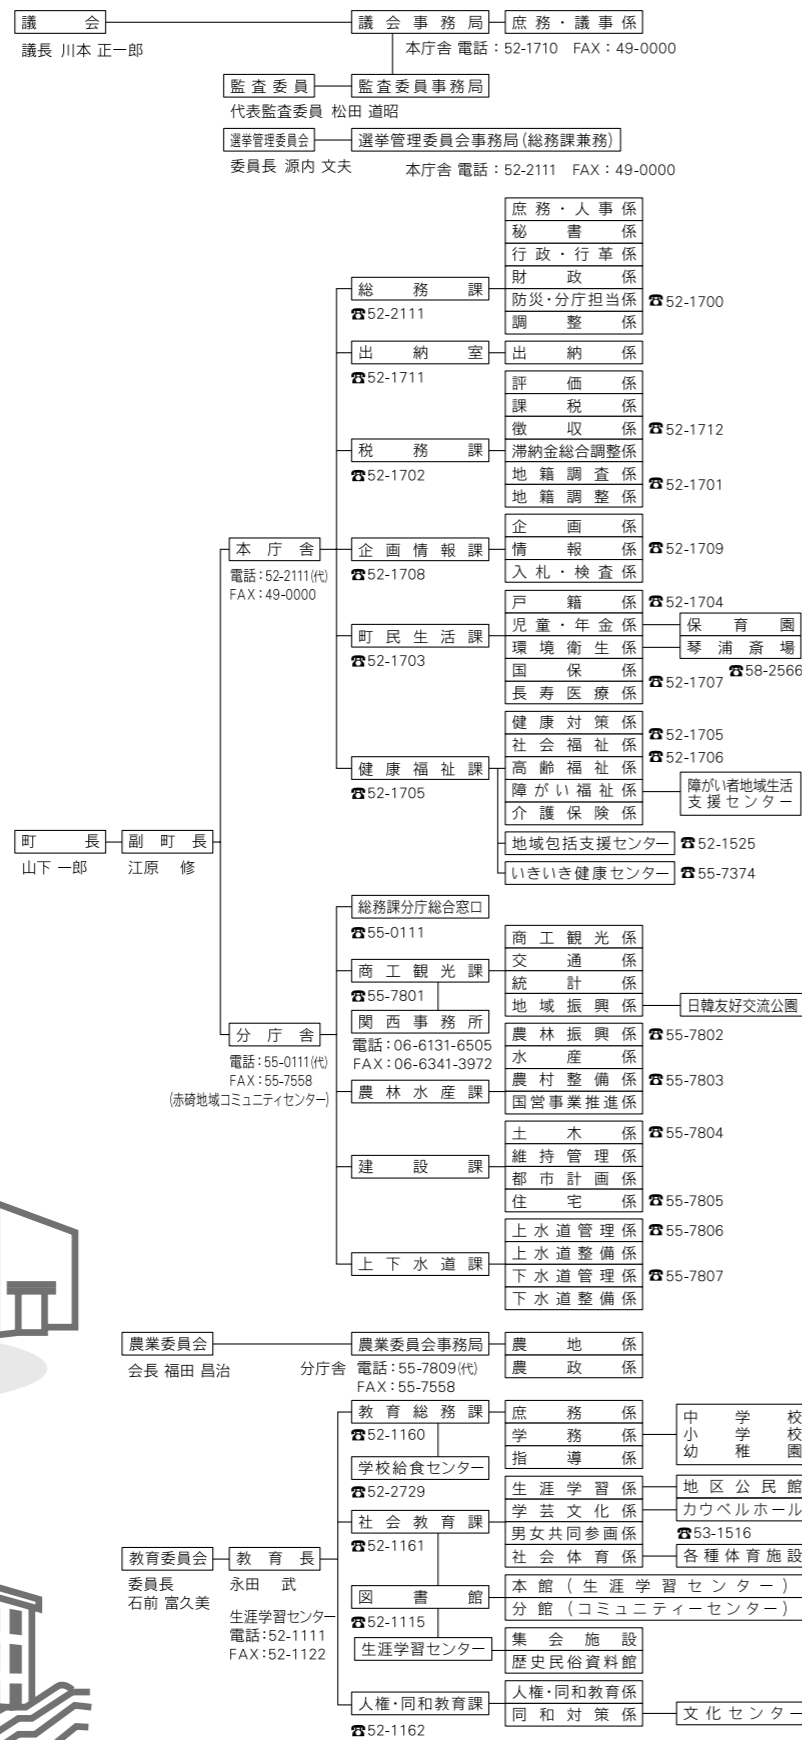 議会 議会事務局 庶務・議事係
議長 川本 正一郎 本庁舎 電話：52-1710 FAX：49-0000
監査委員 監査委員事務局
代表監査委員 松田 道昭
選挙管理委員会 選挙管理委員会事務局(総務課兼務)
委員長 源内 文夫 本庁舎 電話：52-2111 FAX：49-0000
町長 副町長
山下 一郎 江原 修
本庁舎
電話：52-2111(代)
FAX：49-0000
総務課
☎52-2111
庶務・人事係
秘書係
行政・行革係
財政係
防災・分庁担当係 ☎52-1700
調整係
出納室 出納係
☎52-1711
税務課
☎52-1702
評価係
課税係
徴収係 ☎52-1712
滞納金総合調整係
地籍調査係 ☎52-1701
地籍調整係
企画情報課
☎52-1708
企画係
情報係 ☎52-1709
入札・検査係
町民生活課
☎52-1703
戸籍係 ☎52-1704
児童・年金係 保育園
環境衛生係 琴浦斎場
☎58-2566
国保係 ☎52-1707
長寿医療係
健康福祉課
☎52-1705
健康対策係 ☎52-1705
社会福祉係 ☎52-1706
高齢福祉係
障がい福祉係 障がい者地域生活
支援センター
介護保険係
地域包括支援センター ☎52-1525
いきいき健康センター ☎55-7374
分庁舎
電話：55-0111(代)
FAX：55-7558
(赤碕地域コミュニティセンター)
総務課分庁総合窓口
☎55-0111
商工観光課
☎55-7801
商工観光係
交通係
統計係
地域振興係 日韓友好交流公園
関西事務所
電話：06-6131-6505
FAX：06-6341-3972
農林水産課
農林振興係 ☎55-7802
水産係
農村整備係 ☎55-7803
国営事業推進係
建設課
土木係 ☎55-7804
維持管理係
都市計画係
住宅係 ☎55-7805
上下水道課
上水道管理係 ☎55-7806
上水道整備係
下水道管理係 ☎55-7807
下水道整備係
農業委員会 農業委員会事務局 農地係
農政係
会長 福田 昌治 分庁舎 電話：55-7809(代)
FAX：55-7558
教育委員会 教育長
委員長 永田 武
石前 富久美
生涯学習センター
電話：52-1111
FAX：52-1122
教育総務課
☎52-1160
庶務係
学務係 中学校
小学校
幼稚園
指導係
学校給食センター
☎52-2729
社会教育課
☎52-1161
生涯学習係 地区公民館
学芸文化係 カウベルホール
☎53-1516
男女共同参画係
社会体育係 各種体育施設
図書館
☎52-1115
本館（生涯学習センター）
分館（コミュニティーセンター）
生涯学習センター 集会施設
歴史民俗資料館
人権・同和教育課
☎52-1162
人権・同和教育係
同和対策係 文化センター